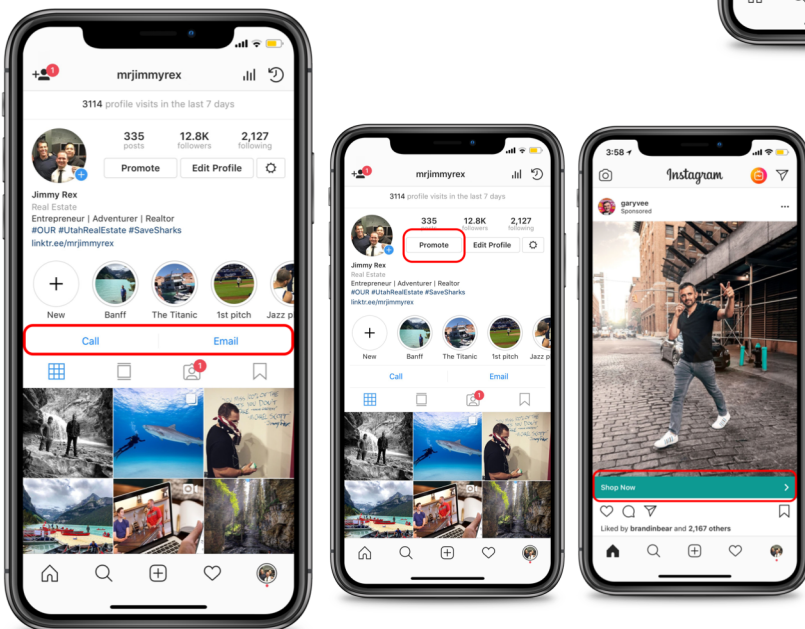 mrjimmyrex
3114 profile visits in the last 7 days
335 12.8K 2,127
posts followers following
Promote Edit Profile
Jimmy Rex
Real Estate
Entrepreneur | Adventurer | Realtor
#OUR #UtahRealEstate #SaveSharks
linktr.ee/mrjimmyrex
New Banff The Titanic 1st pitch Jazz p
Call Email
1
1
mrjimmyrex
3114 profile visits in the last 7 days
335 12.8K 2,127
posts followers following
Promote Edit Profile
Jimmy Rex
Real Estate
Entrepreneur | Adventurer | Realtor
#OUR #UtahRealEstate #SaveSharks
linktr.ee/mrjimmyrex
New Banff The Titanic 1st pitch Jazz p
Call Email
3:58
Instagram
garyvee
Sponsored
Shop Now
Liked by brandinbear and 2,167 others